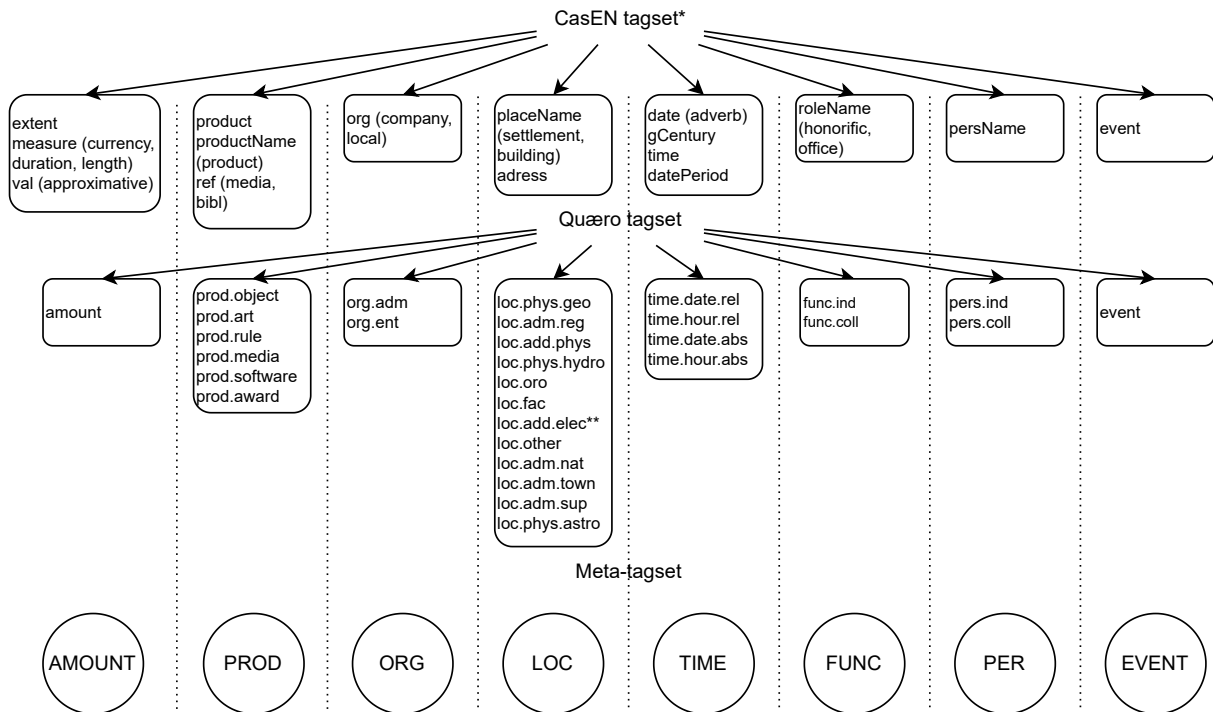 CasEN tagset*
extent
measure (currency,
duration, length)
val (approximative)
product
productName
(product)
ref (media,
bibl)
org (company,
local)
placeName
(settlement,
building)
adress
date (adverb)
gCentury
time
datePeriod
roleName
(honorific,
office)
persName
event
Quæro tagset
amount
prod.object
prod.art
prod.rule
prod.media
prod.software
prod.award
org.adm
org.ent
loc.phys.geo
loc.adm.reg
loc.add.phys
loc.phys.hydro
loc.oro
loc.fac
loc.add.elec**
loc.other
loc.adm.nat
loc.adm.town
loc.adm.sup
loc.phys.astro
time.date.rel
time.hour.rel
time.date.abs
time.hour.abs
func.ind
func.coll
pers.ind
pers.coll
event
Meta-tagset
AMOUNT
PROD
ORG
LOC
TIME
FUNC
PER
EVENT